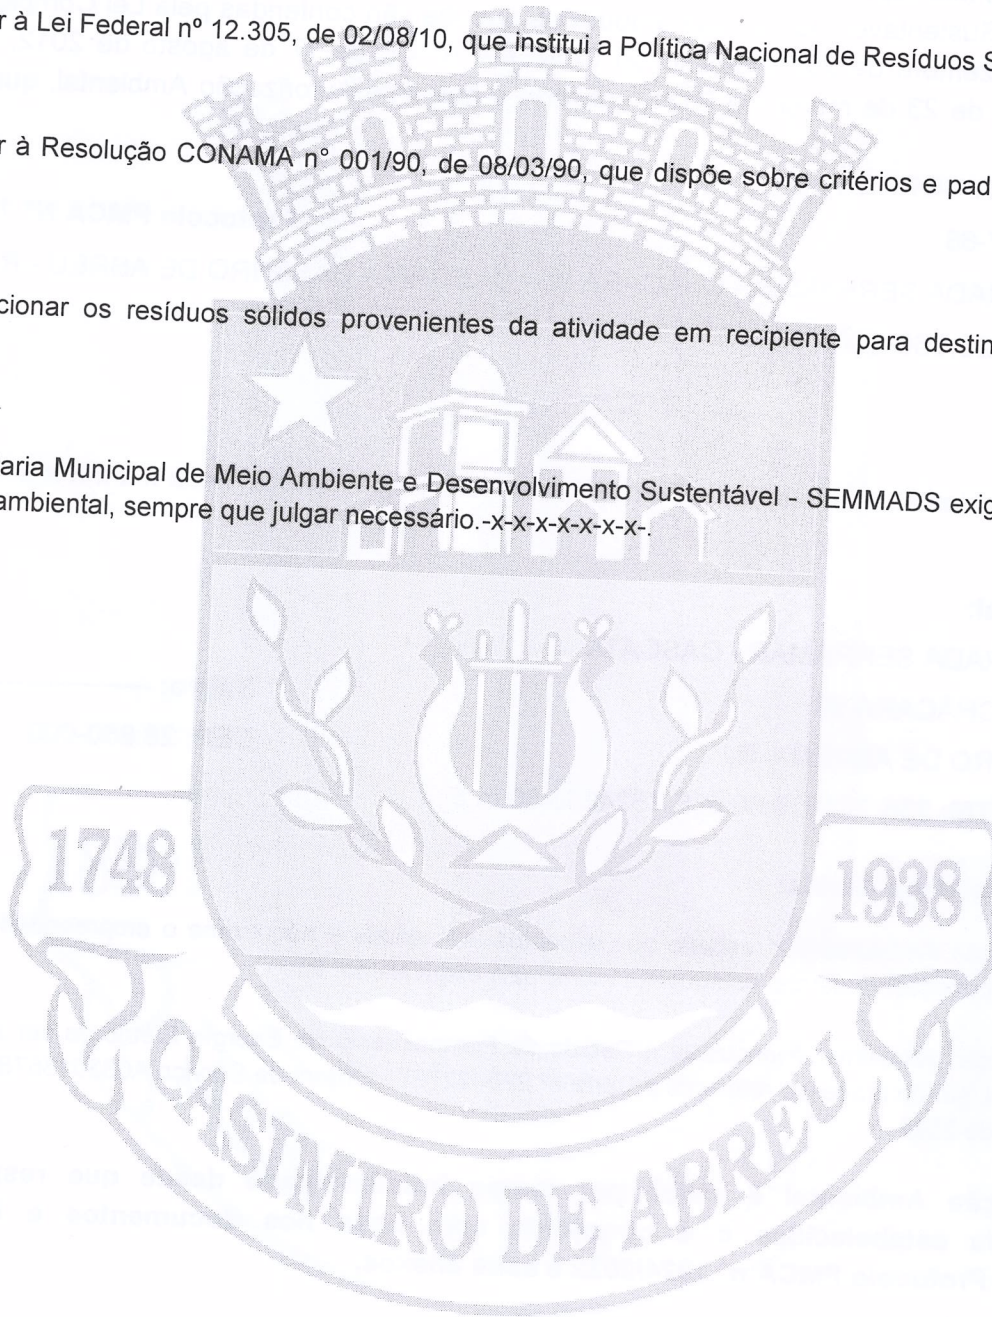 r à Lei Federal nº 12.305, de 02/08/10, que institui a Política Nacional de Resíduos S
r à Resolução CONAMA n° 001/90, de 08/03/90, que dispõe sobre critérios e pad
cionar os resíduos sólidos provenientes da atividade em recipiente para destin
aria Municipal de Meio Ambiente e Desenvolvimento Sustentável - SEMMADS exig
ambiental, sempre que julgar necessário.-x-x-x-x-x-x-x-.
1748
1938
CASIMIRO DE ABREU